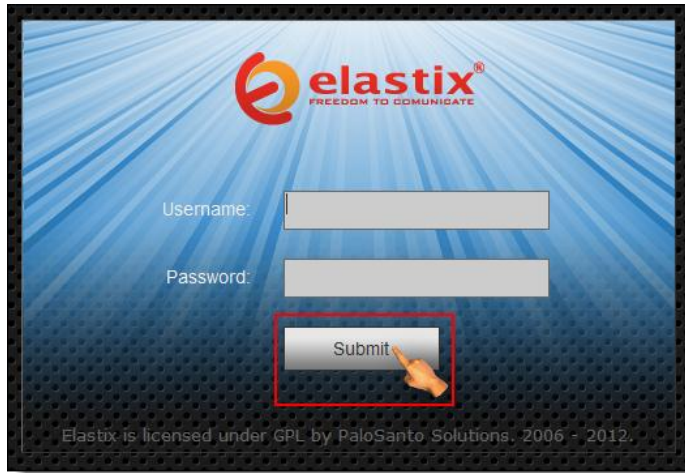 elastix®
FREEDOM TO COMUNICATE
Username:
Password:
Submit
Elastix is licensed under GPL by PaloSanto Solutions. 2006 - 2012.